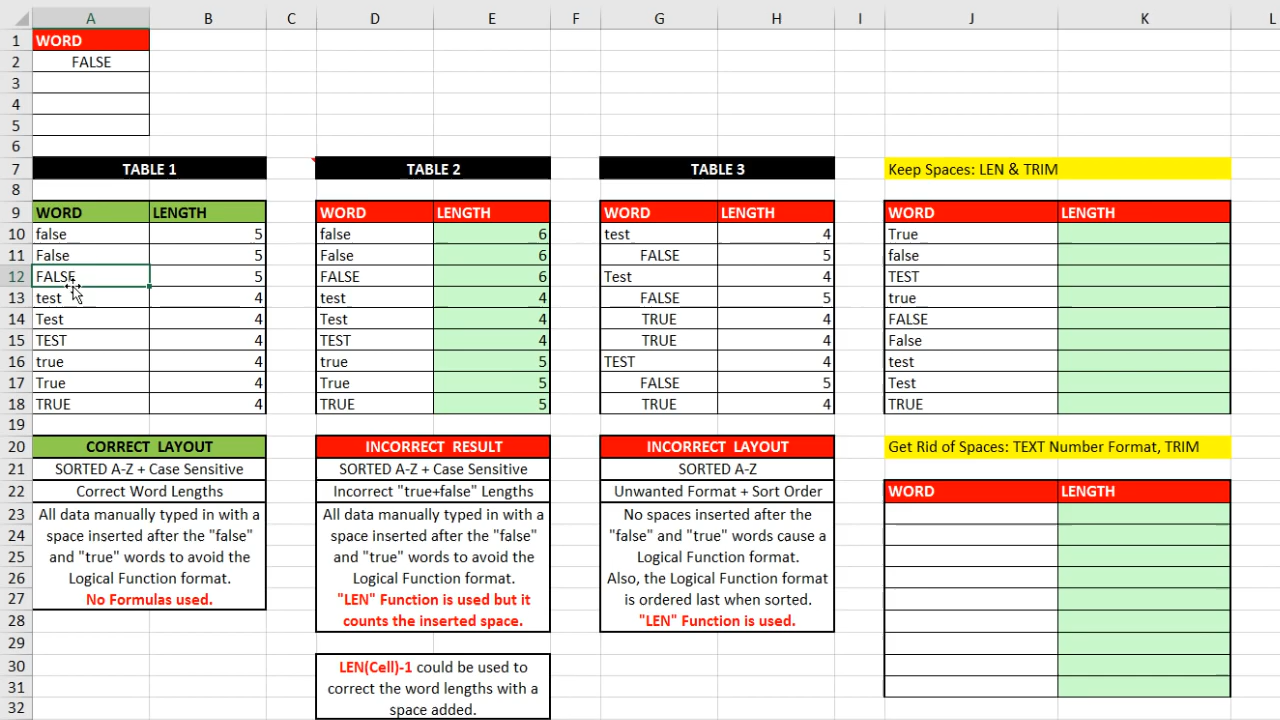 A B C D E F G H I J K L
1 WORD
2 FALSE
3
4
5
6
7 TABLE 1 TABLE 2 TABLE 3 Keep Spaces: LEN & TRIM
8
9 WORD LENGTH WORD LENGTH WORD LENGTH WORD LENGTH
10 false 5 false 6 test 4 True
11 False 5 False 6 FALSE 5 false
12 FALSE 5 FALSE 6 Test 4 TEST
13 test 4 test 4 FALSE 5 true
14 Test 4 Test 4 TRUE 4 FALSE
15 TEST 4 TEST 4 TRUE 4 False
16 true 4 true 5 TEST 4 test
17 True 4 True 5 FALSE 5 Test
18 TRUE 4 TRUE 5 TRUE 4 TRUE
19
20 CORRECT LAYOUT INCORRECT RESULT INCORRECT LAYOUT Get Rid of Spaces: TEXT Number Format, TRIM
21 SORTED A-Z + Case Sensitive SORTED A-Z + Case Sensitive SORTED A-Z
22 Correct Word Lengths Incorrect "true+false" Lengths Unwanted Format + Sort Order WORD LENGTH
23 All data manually typed in with a All data manually typed in with a No spaces inserted after the
24 space inserted after the "false" space inserted after the "false" "false" and "true" words cause a
25 and "true" words to avoid the and "true" words to avoid the Logical Function format.
26 Logical Function format. Logical Function format. Also, the Logical Function format
27 No Formulas used. "LEN" Function is used but it is ordered last when sorted.
28 counts the inserted space. "LEN" Function is used.
29
30 LEN(Cell)-1 could be used to
31 correct the word lengths with a
32 space added.